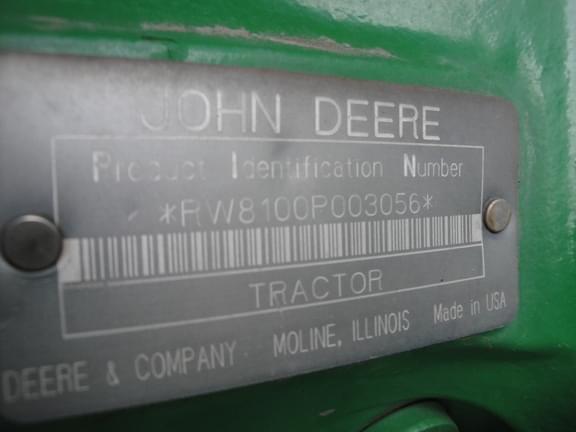 JOHN DEERE
Product Identification Number
*RW8100P003056*
TRACTOR
DEERE & COMPANY MOLINE, ILLINOIS Made in USA